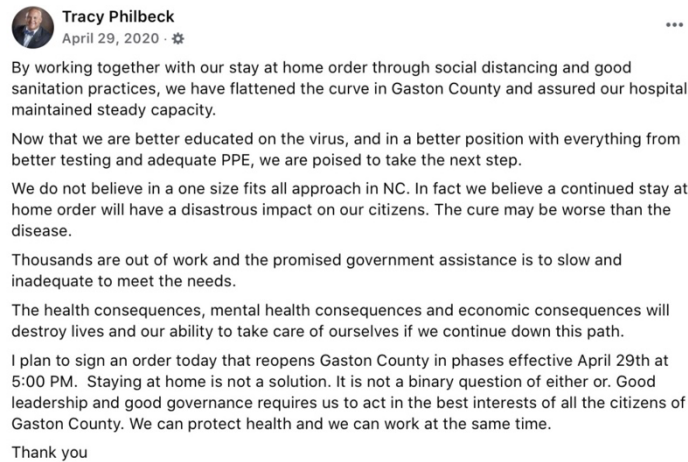 Tracy Philbeck
April 29, 2020 ·
By working together with our stay at home order through social distancing and good
sanitation practices, we have flattened the curve in Gaston County and assured our hospital
maintained steady capacity.
Now that we are better educated on the virus, and in a better position with everything from
better testing and adequate PPE, we are poised to take the next step.
We do not believe in a one size fits all approach in NC. In fact we believe a continued stay at
home order will have a disastrous impact on our citizens. The cure may be worse than the
disease.
Thousands are out of work and the promised government assistance is to slow and
inadequate to meet the needs.
The health consequences, mental health consequences and economic consequences will
destroy lives and our ability to take care of ourselves if we continue down this path.
I plan to sign an order today that reopens Gaston County in phases effective April 29th at
5:00 PM.  Staying at home is not a solution. It is not a binary question of either or. Good
leadership and good governance requires us to act in the best interests of all the citizens of
Gaston County. We can protect health and we can work at the same time.
Thank you